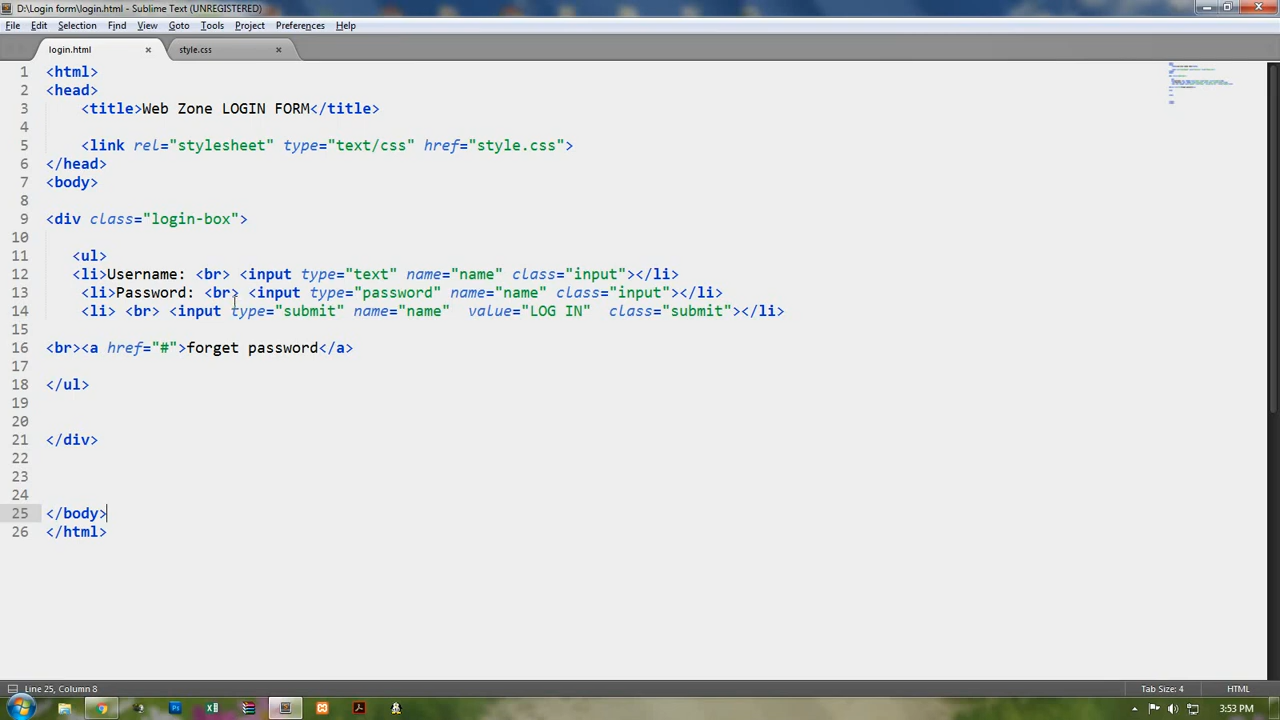 D:\Login form\login.html - Sublime Text (UNREGISTERED)
File Edit Selection Find View Goto Tools Project Preferences Help
login.html × style.css ×
1 <html>
2 <head>
3     <title>Web Zone LOGIN FORM</title>
4
5     <link rel="stylesheet" type="text/css" href="style.css">
6 </head>
7 <body>
8
9 <div class="login-box">
10
11    <ul>
12    <li>Username: <br> <input type="text" name="name" class="input"></li>
13     <li>Password: <br> <input type="password" name="name" class="input"></li>
14     <li> <br> <input type="submit" name="name"  value="LOG IN"  class="submit"></li>
15
16 <br><a href="#">forget password</a>
17
18 </ul>
19
20
21 </div>
22
23
24
25 </body>
26 </html>
Line 25, Column 8 Tab Size: 4 HTML
3:53 PM